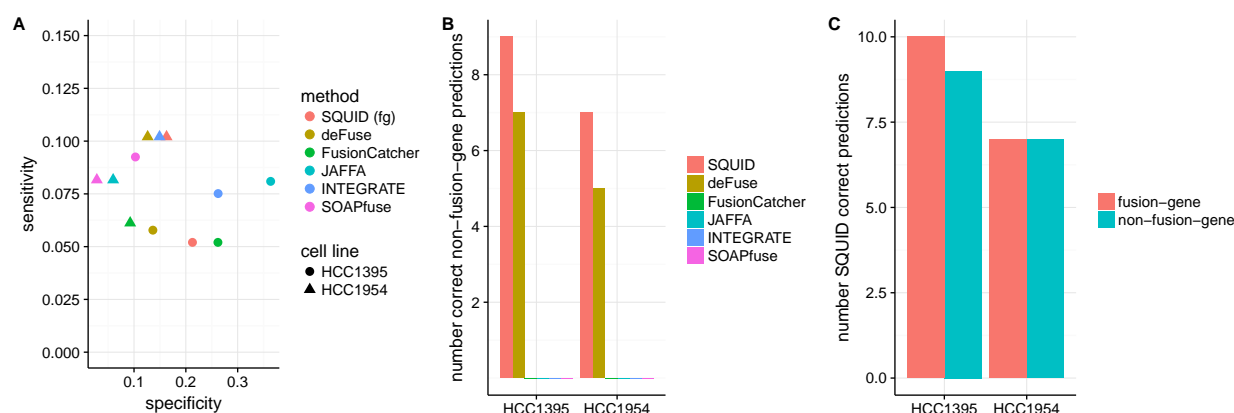 A
sensitivity
0.150
0.125
0.100
0.075
0.050
0.025
0.000
0.1 0.2 0.3
specificity
method
SQUID (fg)
deFuse
FusionCatcher
JAFFA
INTEGRATE
SOAPfuse
cell line
HCC1395
HCC1954
B
number correct non−fusion−gene predictions
8
6
4
2
HCC1395 HCC1954
SQUID
deFuse
FusionCatcher
JAFFA
INTEGRATE
SOAPfuse
C
number SQUID correct predictions
10.0
7.5
5.0
2.5
0.0
HCC1395 HCC1954
fusion−gene
non−fusion−gene